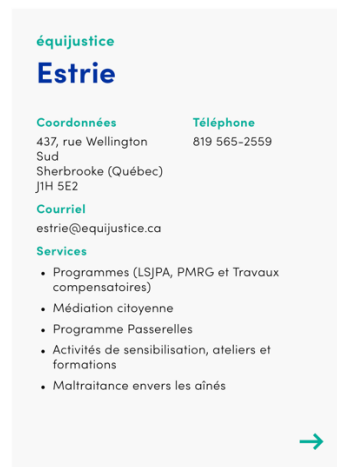 équijustice
Estrie
Coordonnées
437, rue Wellington
Sud
Sherbrooke (Québec)
J1H 5E2
Téléphone
819 565-2559
Courriel
estrie@equijustice.ca
Services
• Programmes (LSJPA, PMRG et Travaux
compensatoires)
• Médiation citoyenne
• Programme Passerelles
• Activités de sensibilisation, ateliers et
formations
• Maltraitance envers les aînés